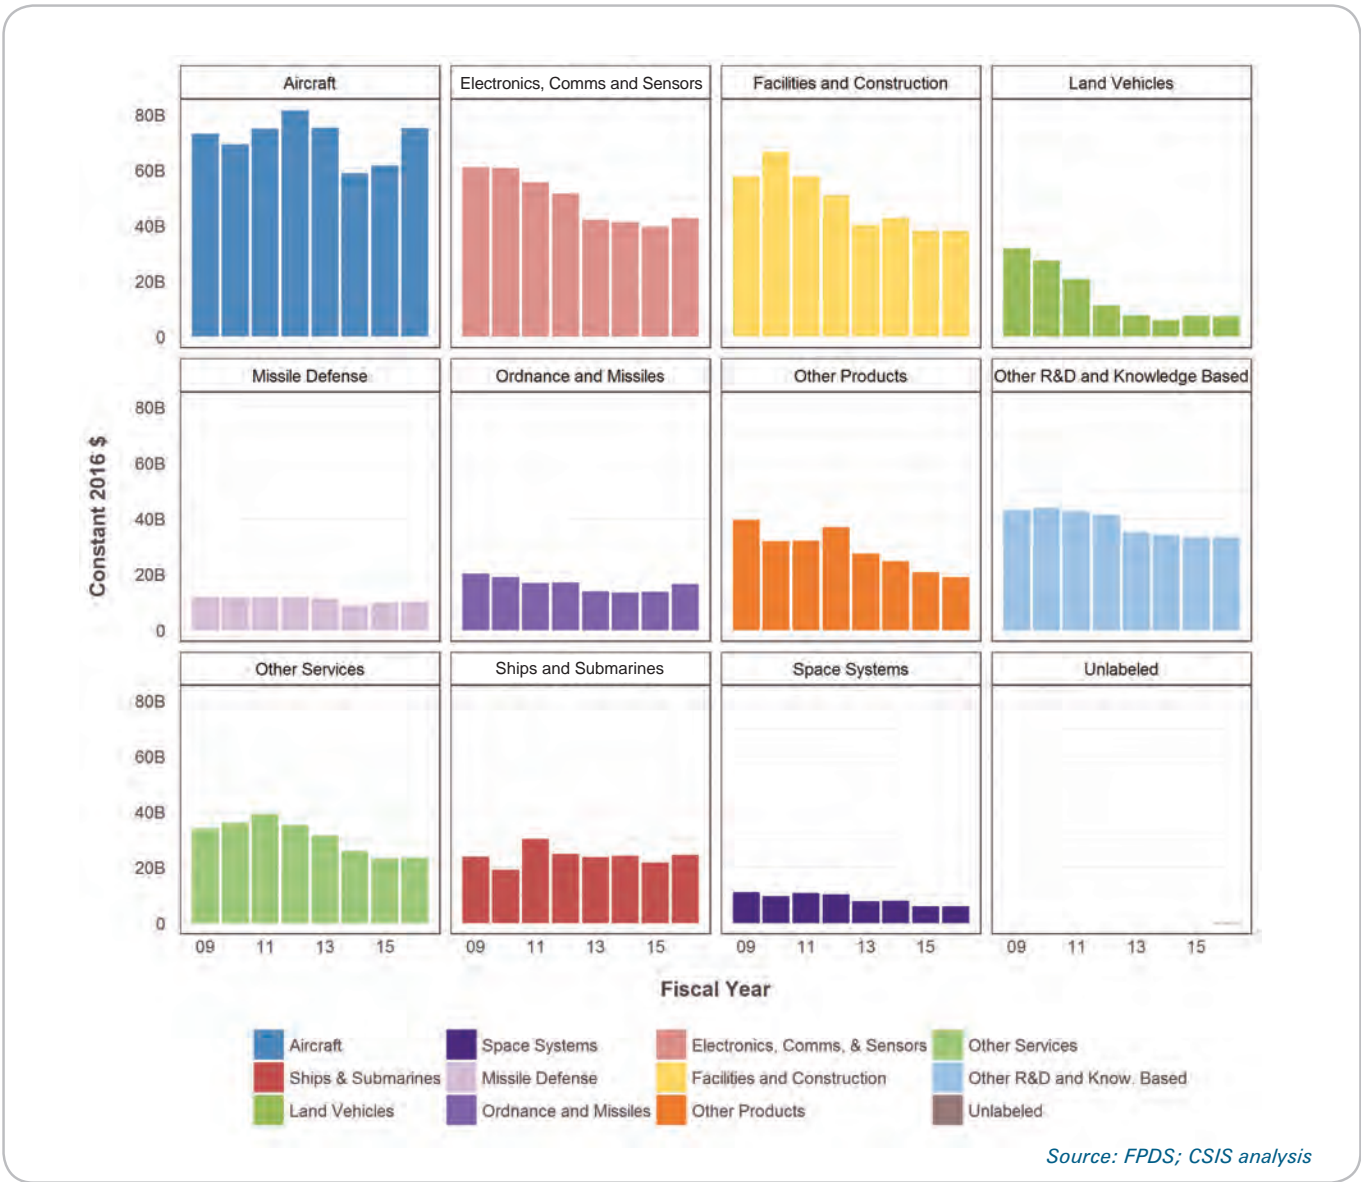 Aircraft
Electronics, Comms and Sensors
Facilities and Construction
Land Vehicles
80B
60B
40B
20B
0
Missile Defense
Ordnance and Missiles
Other Products
Other R&D and Knowledge Based
80B
60B
40B
20B
0
Constant 2016 $
Other Services
Ships and Submarines
Space Systems
Unlabeled
80B
60B
40B
20B
0
09 11 13 15
09 11 13 15
09 11 13 15
09 11 13 15
Fiscal Year
Aircraft
Space Systems
Electronics, Comms, & Sensors
Other Services
Ships & Submarines
Missile Defense
Facilities and Construction
Other R&D and Know. Based
Land Vehicles
Ordnance and Missiles
Other Products
Unlabeled
Source: FPDS; CSIS analysis